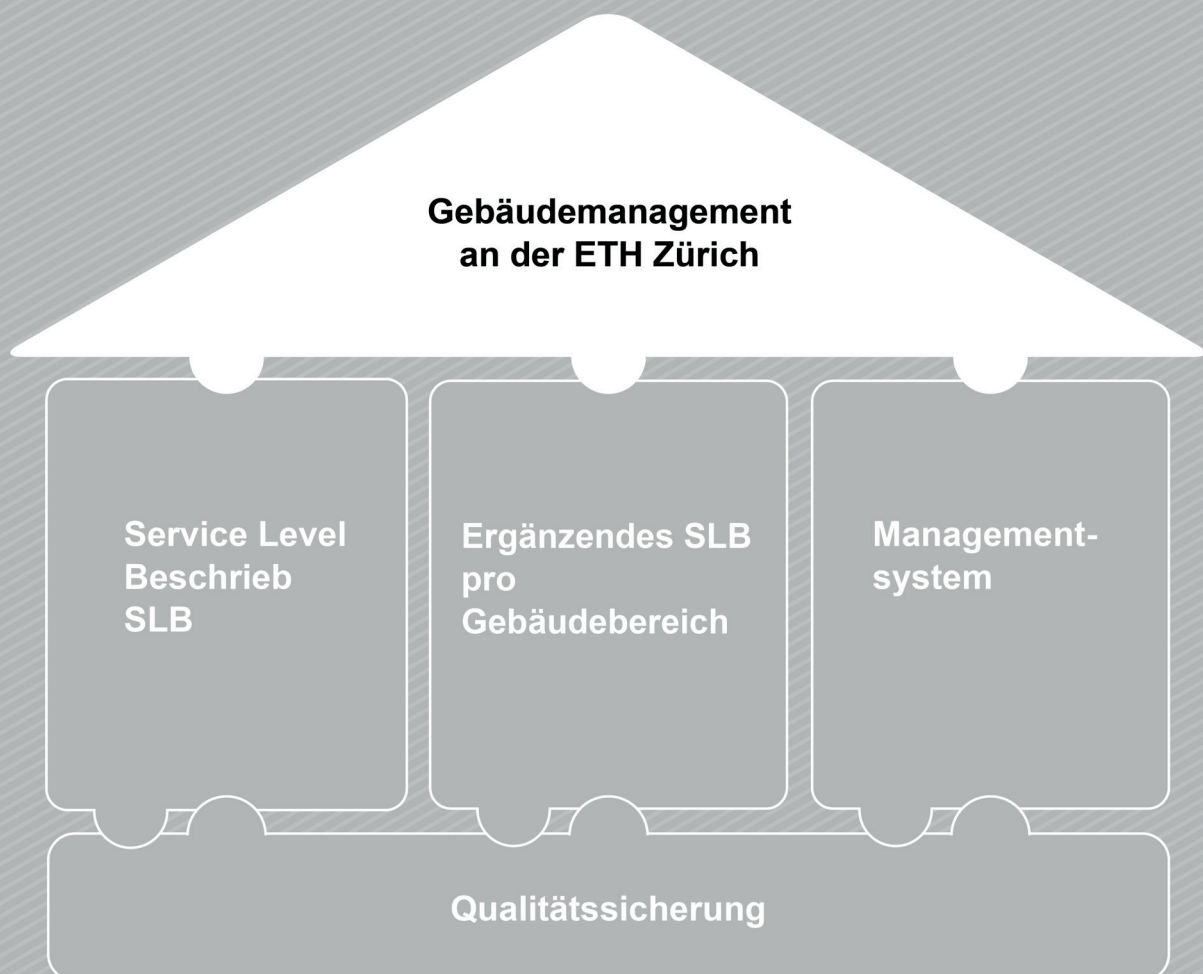 Gebäudemanagement
an der ETH Zürich
Service Level
Beschrieb
SLB
Ergänzendes SLB
pro
Gebäudebereich
Management-
system
Qualitätssicherung